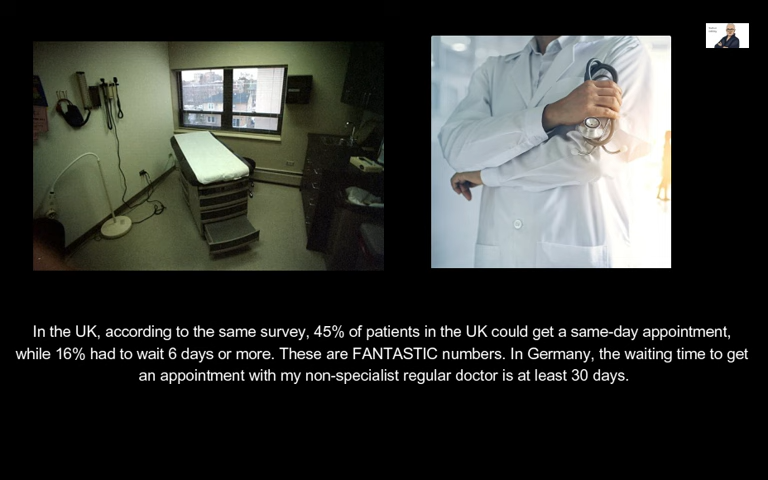 In the UK, according to the same survey, 45% of patients in the UK could get a same-day appointment,
while 16% had to wait 6 days or more. These are FANTASTIC numbers. In Germany, the waiting time to get
an appointment with my non-specialist regular doctor is at least 30 days.